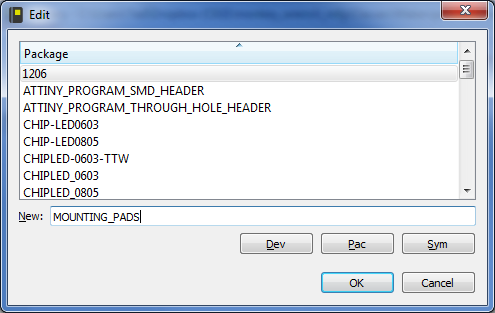 Edit
Package
1206
ATTINY_PROGRAM_SMD_HEADER
ATTINY_PROGRAM_THROUGH_HOLE_HEADER
CHIP-LED0603
CHIP-LED0805
CHIPLED-0603-TTW
CHIPLED_0603
CHIPLED_0805
New: MOUNTING_PADS
Dev Pac Sym
OK Cancel